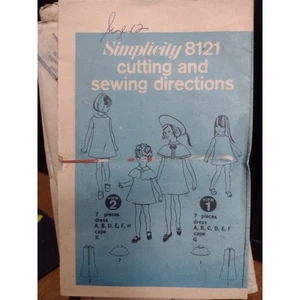 Simplicity 8121
cutting and
sewing directions
2
7 pieces
dress
A, B, D, E, F, H
cape
K
1
7 pieces
dress
A, B, C, D, E, F
cape
G